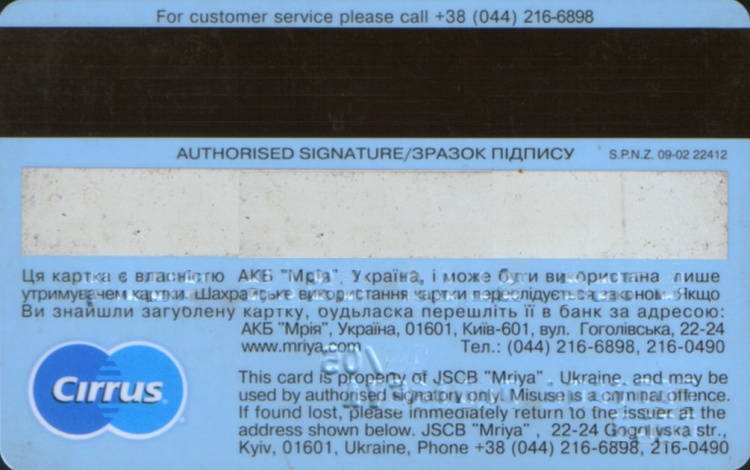 For customer service please call +38 (044) 216-6898
AUTHORISED SIGNATURE/ЗРАЗОК ПІДПИСУ S.P.N.Z. 09-02 22412
Ця картка є власністю АКБ "Мрія", Україна, і може бути використана лише
утримувачем картки. Шахрайське використання картки переслідується законом. Якщо
Ви знайшли загублену картку, будьласка перешліть її в банк за адресою:
АКБ "Мрія", Україна, 01601, Київ-601, вул. Гоголівська, 22-24
www.mriya.com Тел.: (044) 216-6898, 216-0490
Cirrus
This card is property of JSCB "Mriya", Ukraine, and may be
used by authorised signatory only. Misuse is a criminal offence.
If found lost, please immediately return to the issuer at the
address shown below. JSCB "Mriya" , 22-24 Gogolvska str.,
Kyiv, 01601, Ukraine, Phone +38 (044) 216-6898, 216-0490